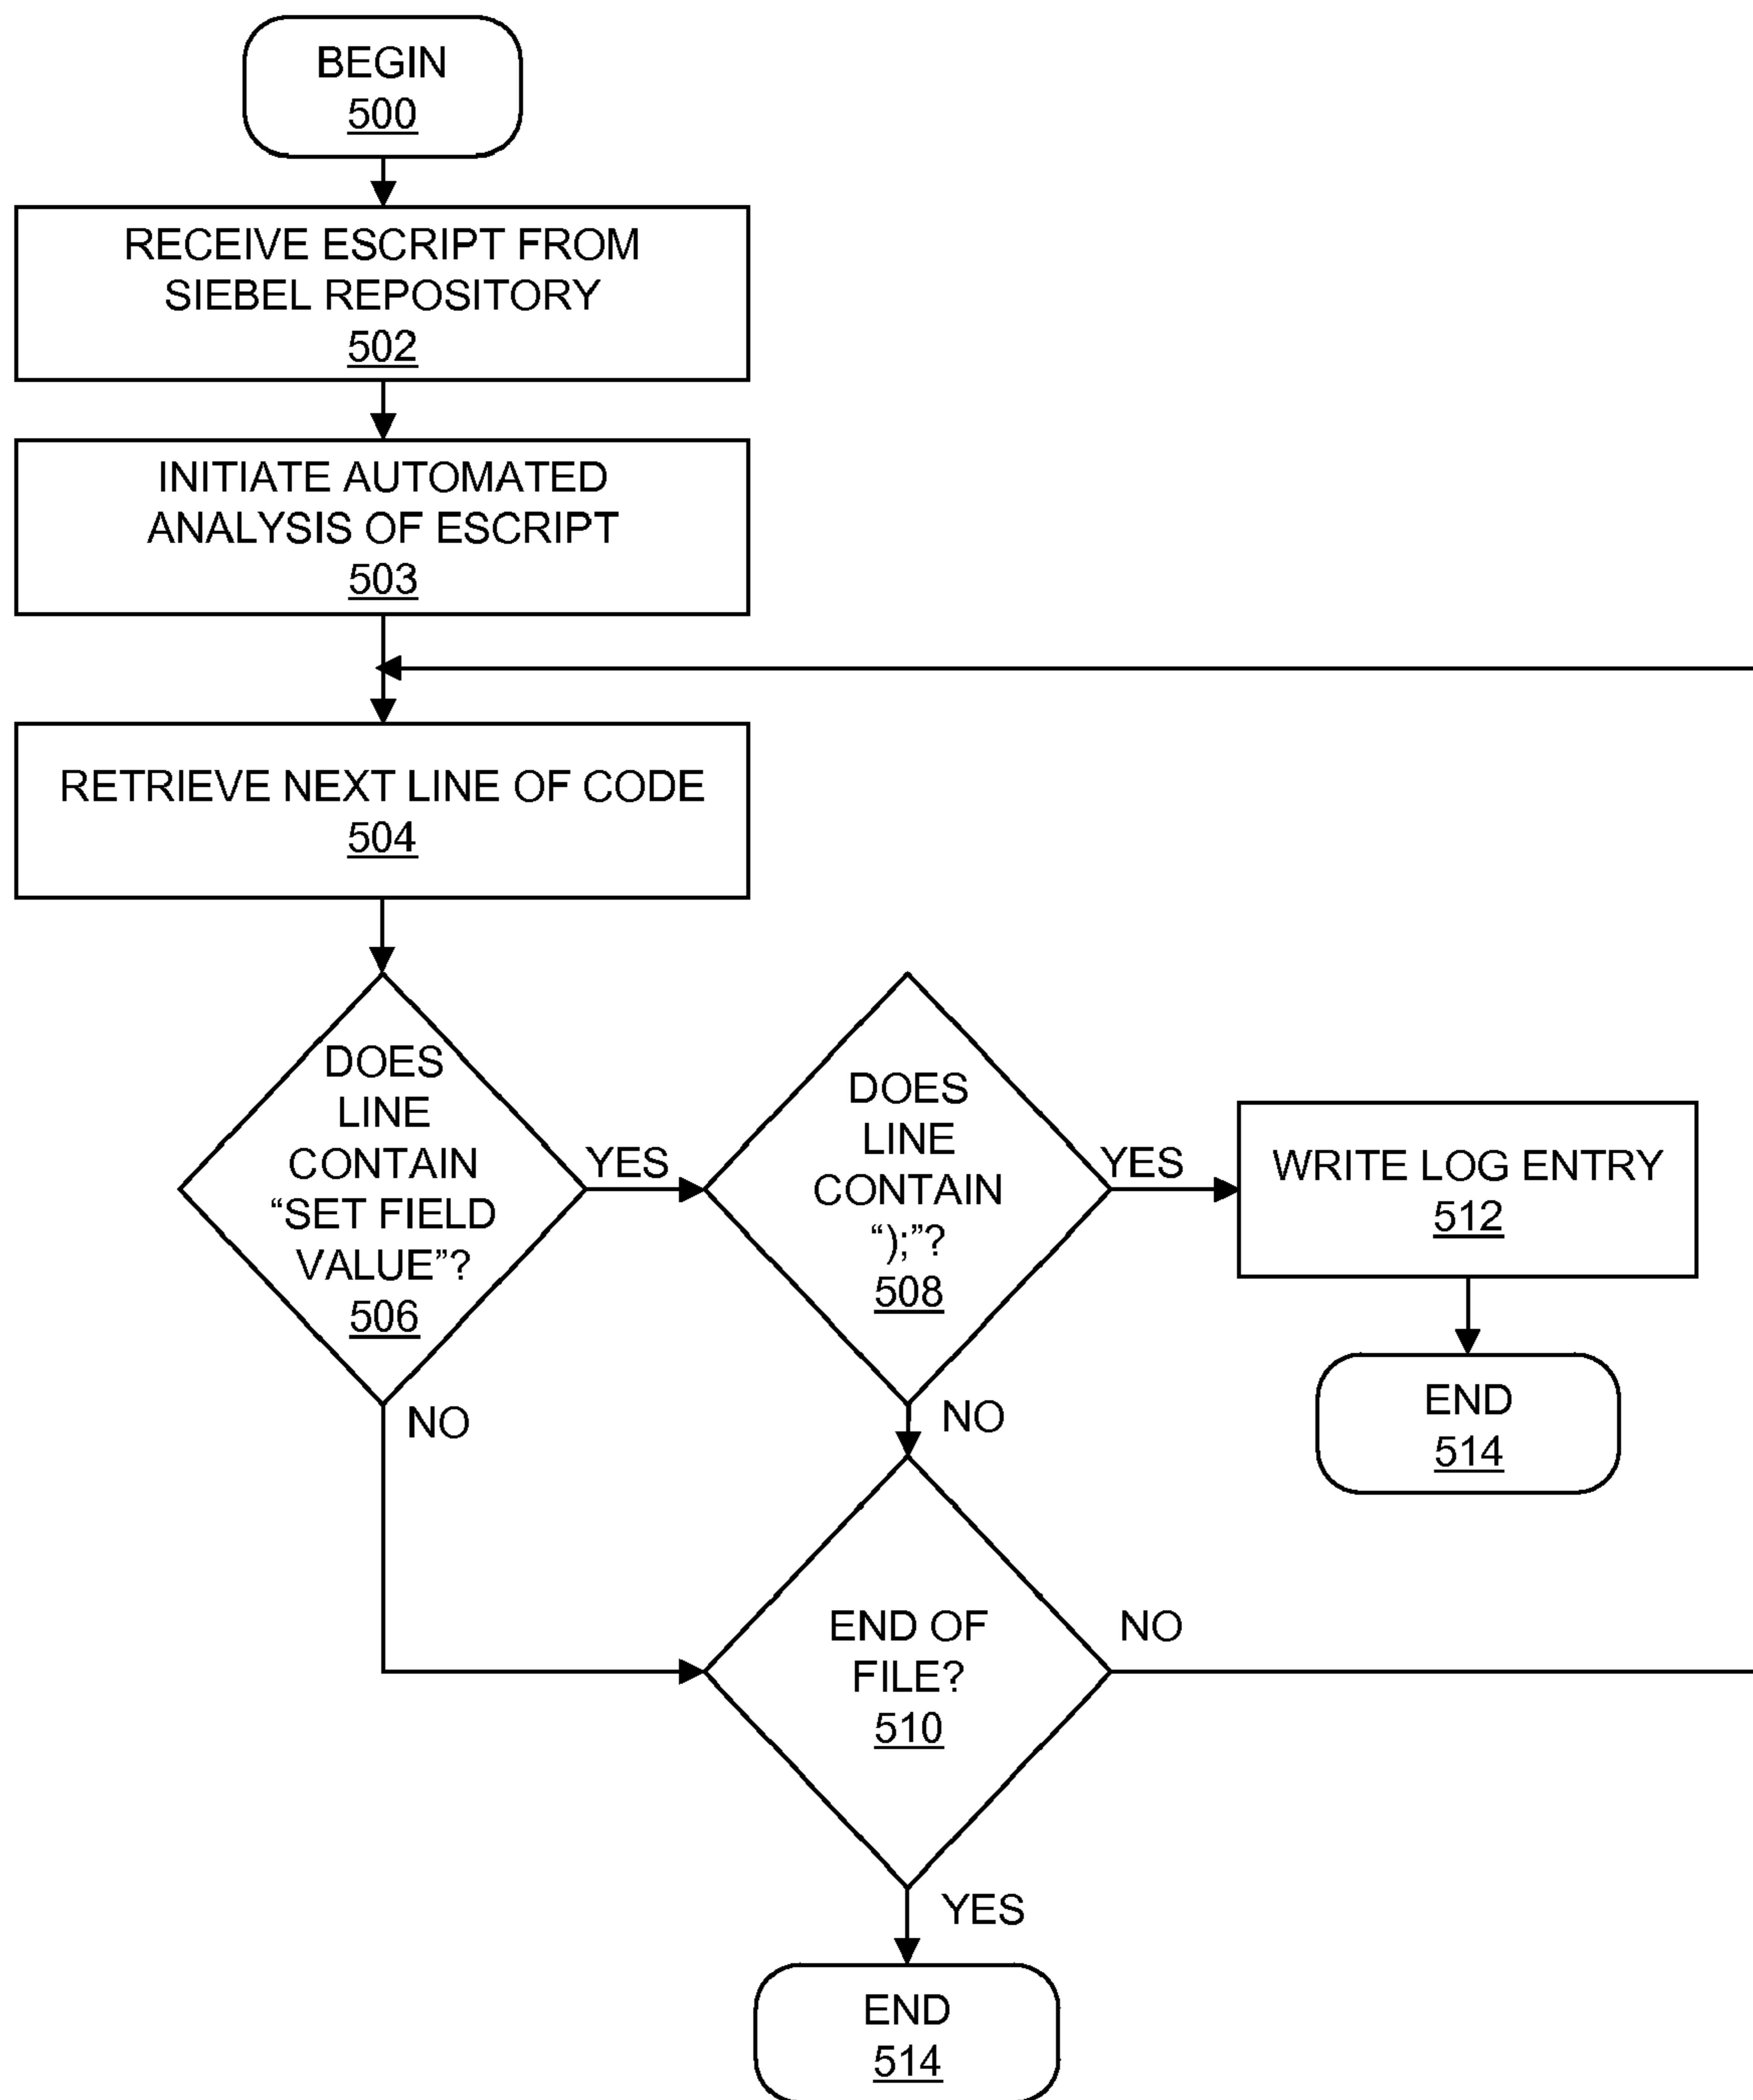 BEGIN
500
RECEIVE ESCRIPT FROM
SIEBEL REPOSITORY
502
INITIATE AUTOMATED
ANALYSIS OF ESCRIPT
503
RETRIEVE NEXT LINE OF CODE
504
DOES
LINE
CONTAIN
“SET FIELD
VALUE”?
506
YES
NO
DOES
LINE
CONTAIN
“);”?
508
YES
NO
WRITE LOG ENTRY
512
END
514
END OF
FILE?
510
NO
YES
END
514